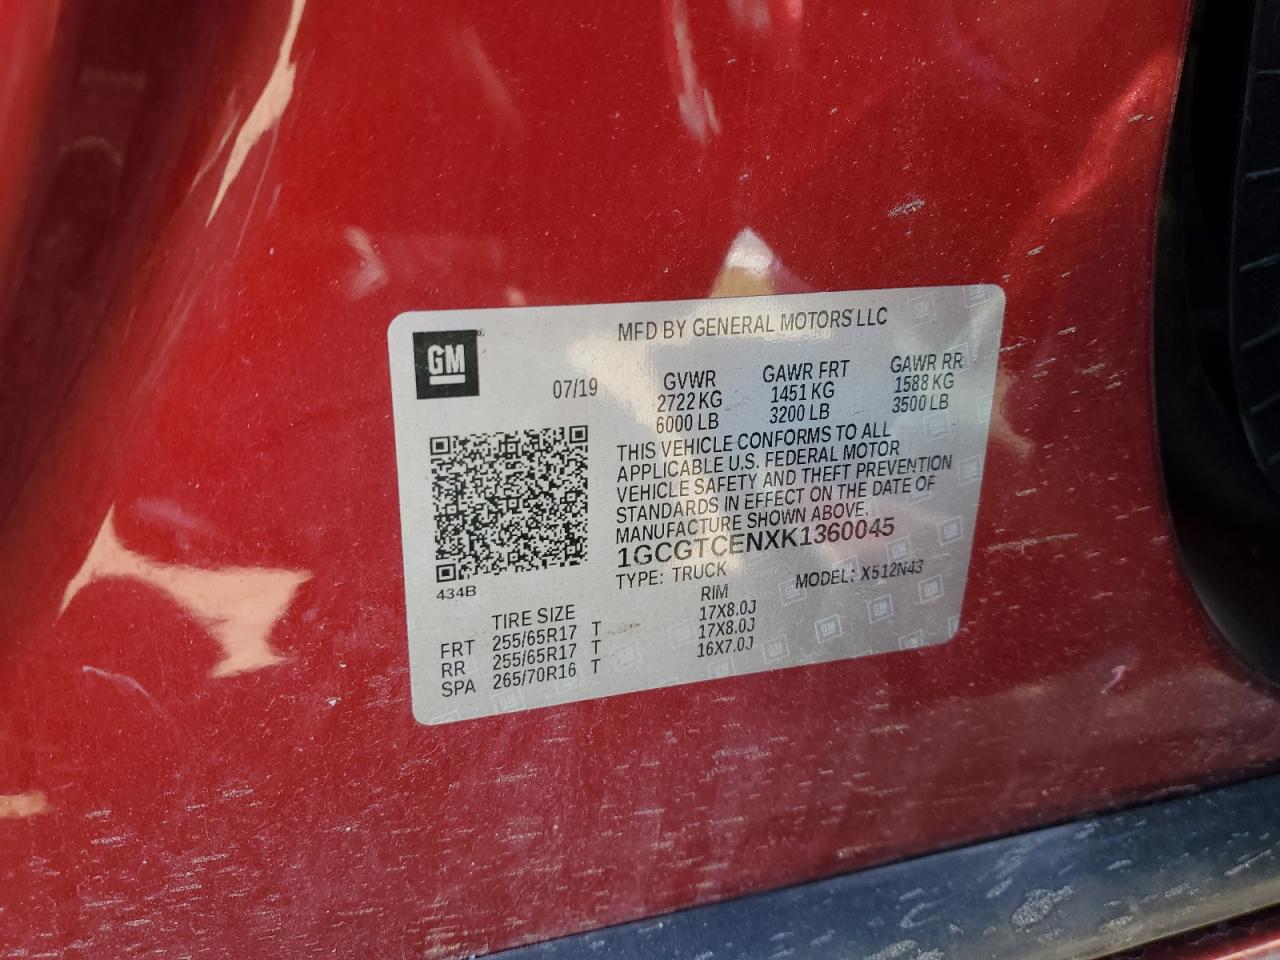 GM
MFD BY GENERAL MOTORS LLC
07/19
GVWR GAWR FRT GAWR RR
2722 KG 1451 KG 1588 KG
6000 LB 3200 LB 3500 LB
THIS VEHICLE CONFORMS TO ALL
APPLICABLE U.S. FEDERAL MOTOR
VEHICLE SAFETY AND THEFT PREVENTION
STANDARDS IN EFFECT ON THE DATE OF
MANUFACTURE SHOWN ABOVE.
1GCGTCENXK1360045
TYPE: TRUCK MODEL: X512N43
434B
TIRE SIZE RIM
FRT 255/65R17 T 17X8.0J
RR 255/65R17 T 17X8.0J
SPA 265/70R16 T 16X7.0J